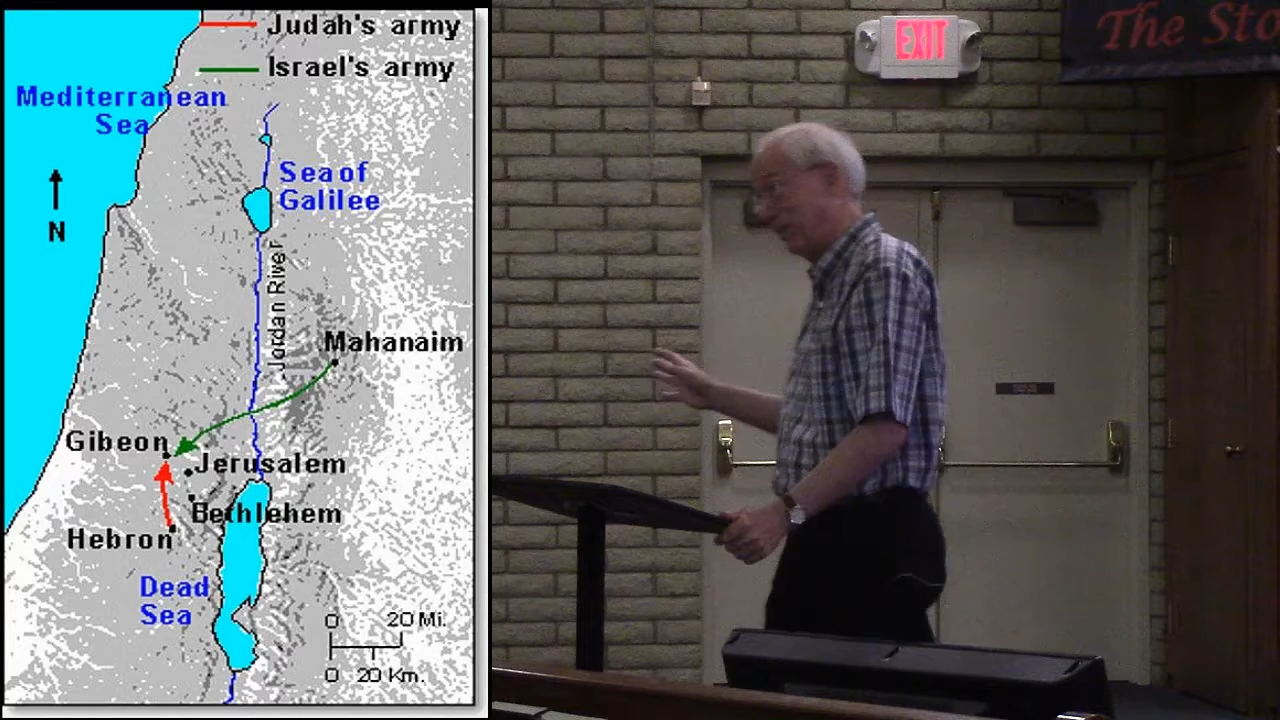 Judah's army
Israel's army
Mediterranean
Sea
Sea of
Galilee
N
Jordan River
Mahanaim
Gibeon
Jerusalem
Bethlehem
Hebron
Dead
Sea
0 20 Mi.
0 20 Km.
EXIT
The Sto